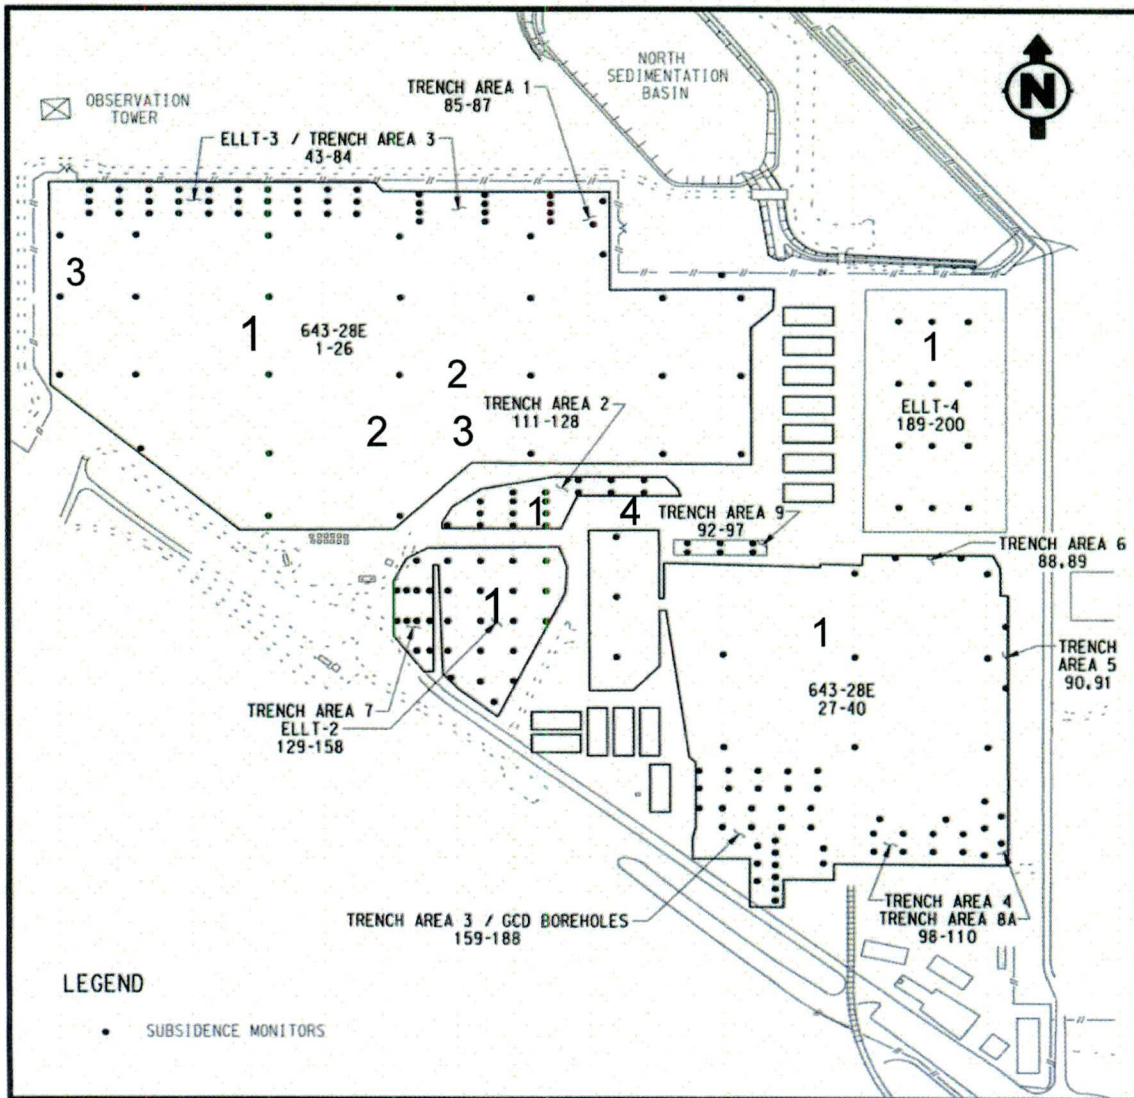 NORTH
SEDIMENTATION
BASIN
N
OBSERVATION
TOWER
TRENCH AREA 1
85-87
ELLT-3 / TRENCH AREA 3
43-84
3
1
643-28E
1-26
2
1
ELLT-4
189-200
TRENCH AREA 2
111-128
2
3
1
4
TRENCH AREA 9
92-97
TRENCH AREA 6
88.89
1
1
TRENCH
AREA 5
90.91
643-28E
27-40
TRENCH AREA 7
ELLT-2
129-158
TRENCH AREA 3 / GCD BOREHOLES
159-188
TRENCH AREA 4
TRENCH AREA 8A
98-110
LEGEND
SUBSIDENCE MONITORS